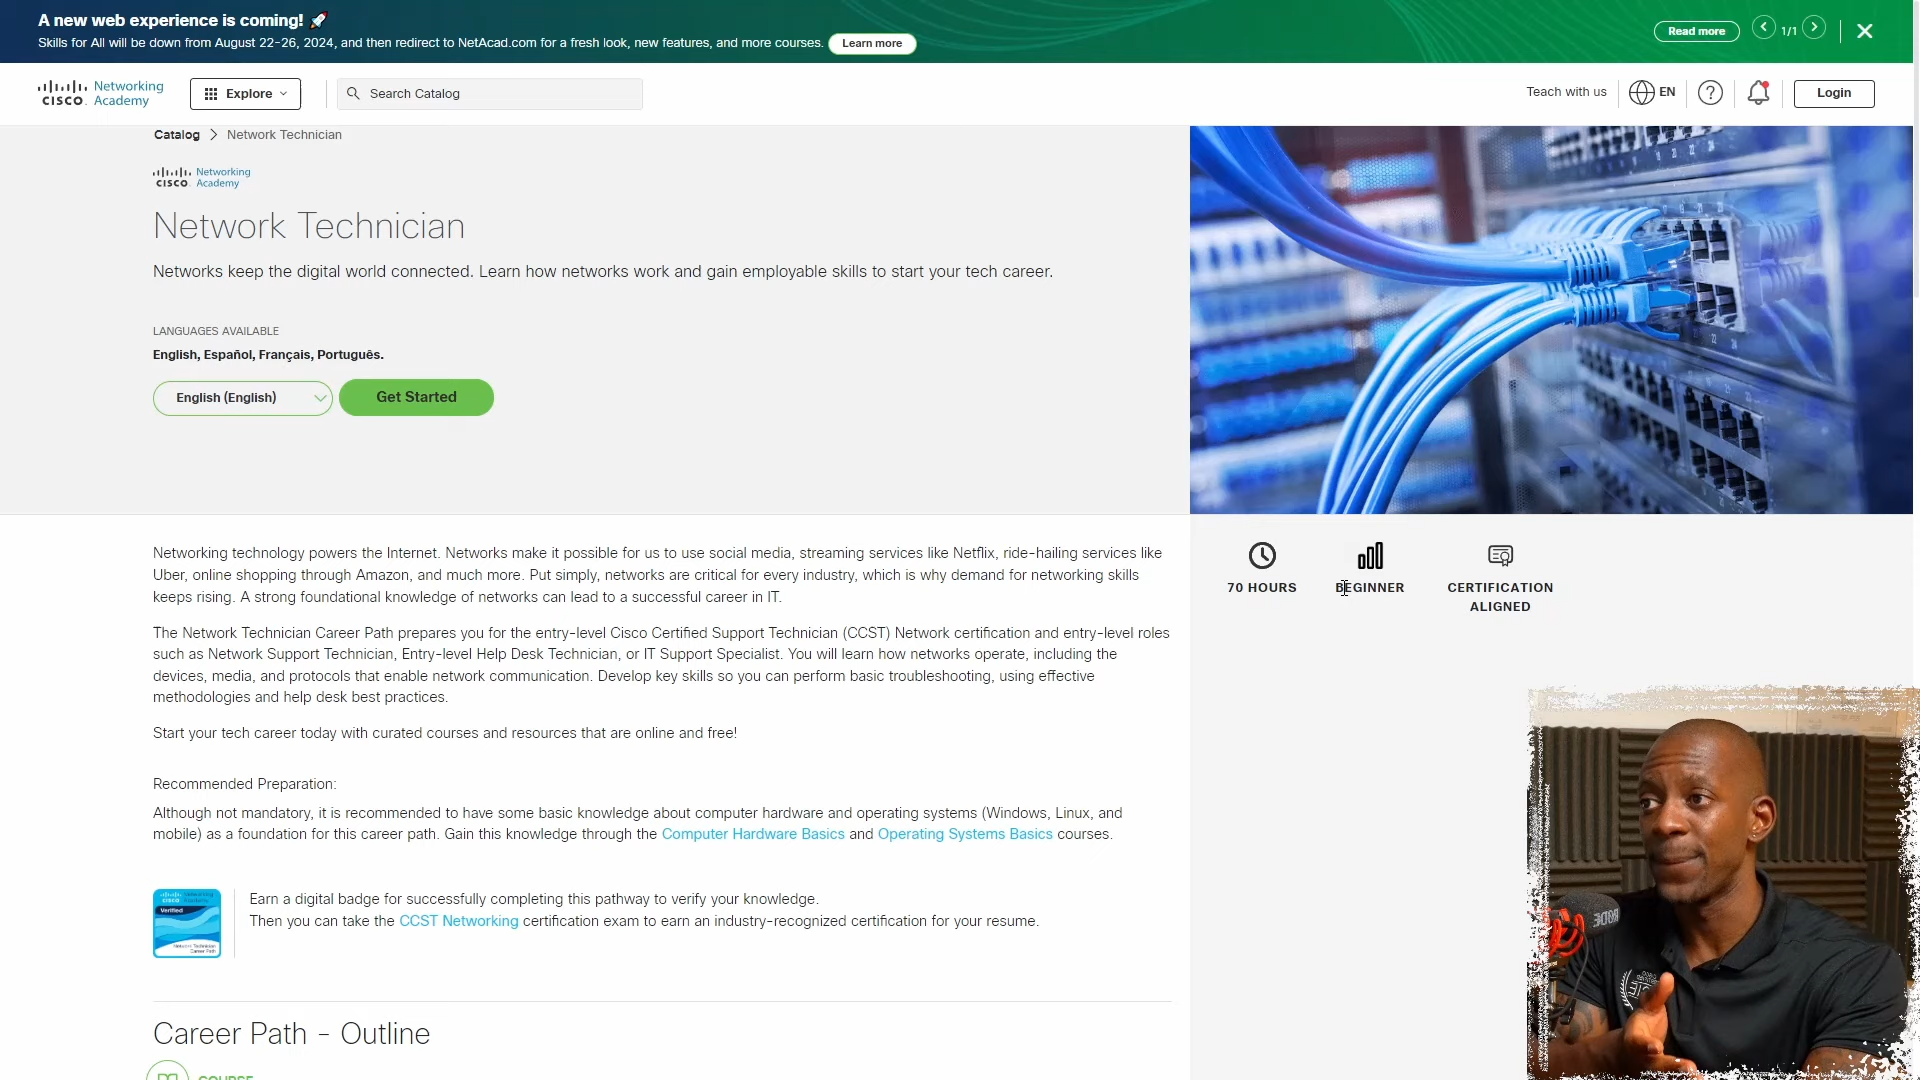 A new web experience is coming! 🚀
Skills for All will be down from August 22-26, 2024, and then redirect to NetAcad.com for a fresh look, new features, and more courses.
Learn more
Read more
1/1
CISCO. Networking Academy
Explore
Search Catalog
Teach with us
EN
Login
Catalog > Network Technician
CISCO. Networking Academy
Network Technician
Networks keep the digital world connected. Learn how networks work and gain employable skills to start your tech career.
LANGUAGES AVAILABLE
English, Español, Français, Português.
English (English)
Get Started
Networking technology powers the Internet. Networks make it possible for us to use social media, streaming services like Netflix, ride-hailing services like
Uber, online shopping through Amazon, and much more. Put simply, networks are critical for every industry, which is why demand for networking skills
keeps rising. A strong foundational knowledge of networks can lead to a successful career in IT.
The Network Technician Career Path prepares you for the entry-level Cisco Certified Support Technician (CCST) Network certification and entry-level roles
such as Network Support Technician, Entry-level Help Desk Technician, or IT Support Specialist. You will learn how networks operate, including the
devices, media, and protocols that enable network communication. Develop key skills so you can perform basic troubleshooting, using effective
methodologies and help desk best practices.
Start your tech career today with curated courses and resources that are online and free!
Recommended Preparation:
Although not mandatory, it is recommended to have some basic knowledge about computer hardware and operating systems (Windows, Linux, and
mobile) as a foundation for this career path. Gain this knowledge through the Computer Hardware Basics and Operating Systems Basics courses.
Verified
Network Technician
Career Path
Earn a digital badge for successfully completing this pathway to verify your knowledge.
Then you can take the CCST Networking certification exam to earn an industry-recognized certification for your resume.
Career Path - Outline
COURSE
70 HOURS
BEGINNER
CERTIFICATION
ALIGNED
RODE